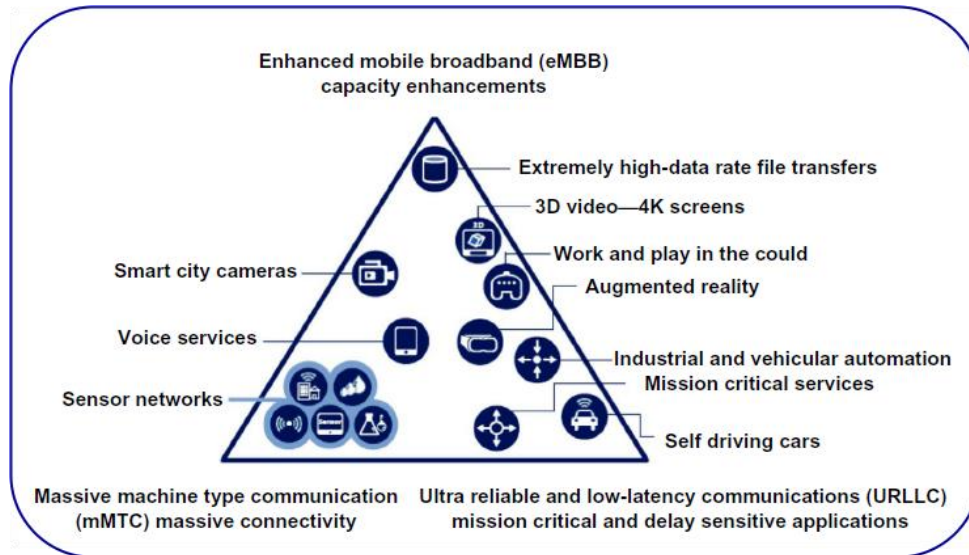 Enhanced mobile broadband (eMBB)
capacity enhancements
Extremely high-data rate file transfers
3D
3D video—4K screens
Work and play in the could
Smart city cameras
Augmented reality
Voice services
Industrial and vehicular automation
Mission critical services
Sensor networks
Sensor
Self driving cars
Massive machine type communication
(mMTC) massive connectivity
Ultra reliable and low-latency communications (URLLC)
mission critical and delay sensitive applications